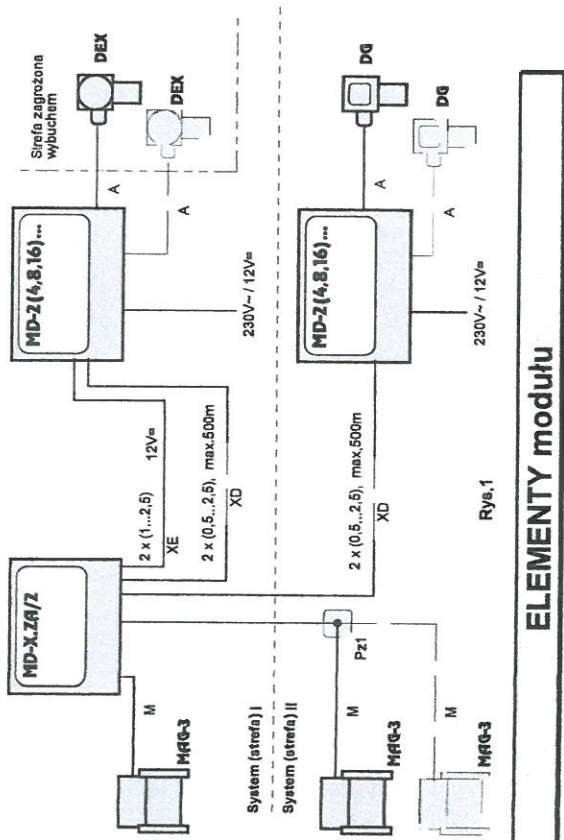 Strefa zagrożona
wybuchem
DEX
DEX
A
A
MD-2(4,8,16)...
230V~ / 12V=
12V=
2 x (1...2,5)
XE
2 x (0,5...2,5), max.500m
XD
MD-X.ZA/2
M
MAG-3
System (strefa) I
System (strefa) II
DG
DG
A
A
MD-2(4,8,16)...
230V~ / 12V=
2 x (0,5...2,5), max,500m
XD
Pz1
M
MAG-3
M
MAG-3
Rys,1
ELEMENTY modułu